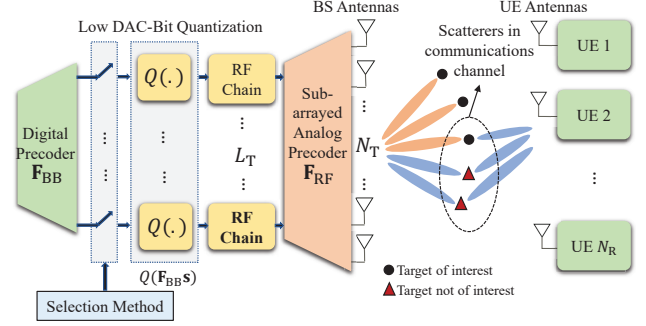 Low DAC-Bit Quantization
BS Antennas
UE Antennas
Scatterers in
communications
channel
Digital
Precoder
F_BB
Q(.)
RF
Chain
⋮
⋮
⋮
⋮
L_T
Q(.)
RF
Chain
Sub-
arrayed
Analog
Precoder
F_RF
⋮
N_T
⋮
UE 1
UE 2
⋮
UE N_R
Q(F_BB s)
Selection Method
Target of interest
Target not of interest